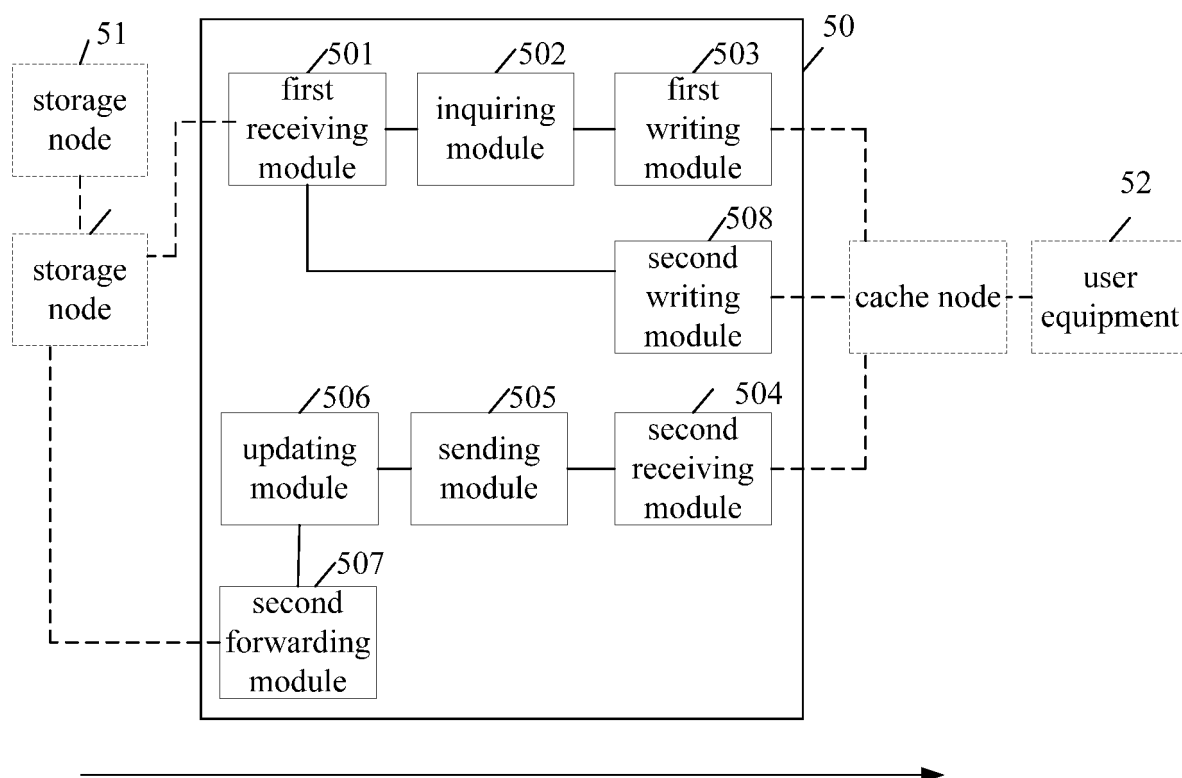 51
storage
node
storage
node
50
501
first
receiving
module
502
inquiring
module
503
first
writing
module
508
second
writing
module
cache node
52
user
equipment
506
updating
module
505
sending
module
504
second
receiving
module
507
second
forwarding
module